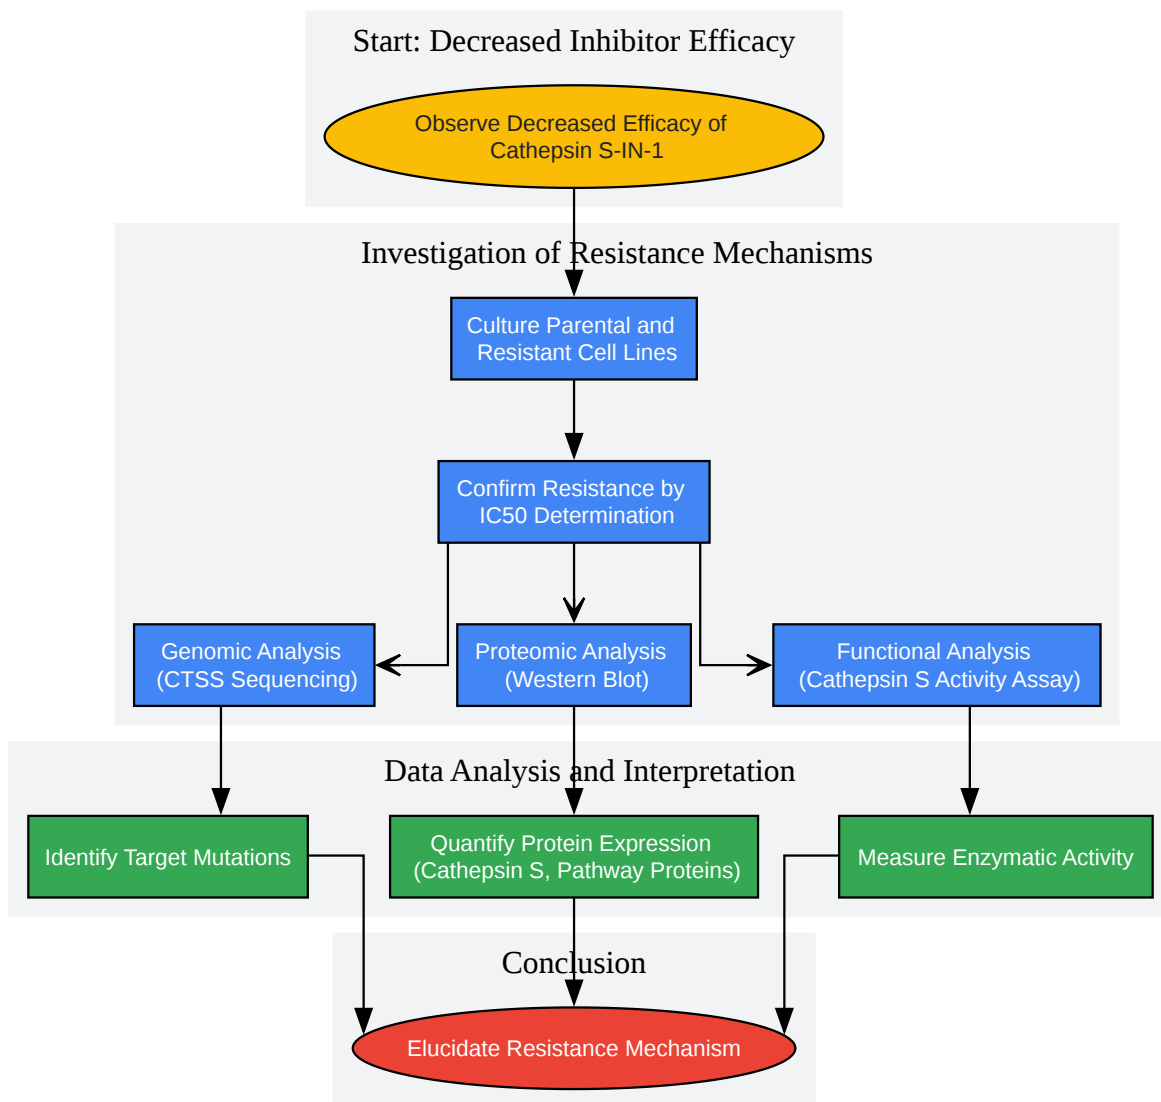 Start: Decreased Inhibitor Efficacy
Observe Decreased Efficacy of
Cathepsin S-IN-1
Investigation of Resistance Mechanisms
Culture Parental and
Resistant Cell Lines
Confirm Resistance by
IC50 Determination
Genomic Analysis
(CTSS Sequencing)
Proteomic Analysis
(Western Blot)
Functional Analysis
(Cathepsin S Activity Assay)
Data Analysis and Interpretation
Identify Target Mutations
Quantify Protein Expression
(Cathepsin S, Pathway Proteins)
Measure Enzymatic Activity
Conclusion
Elucidate Resistance Mechanism